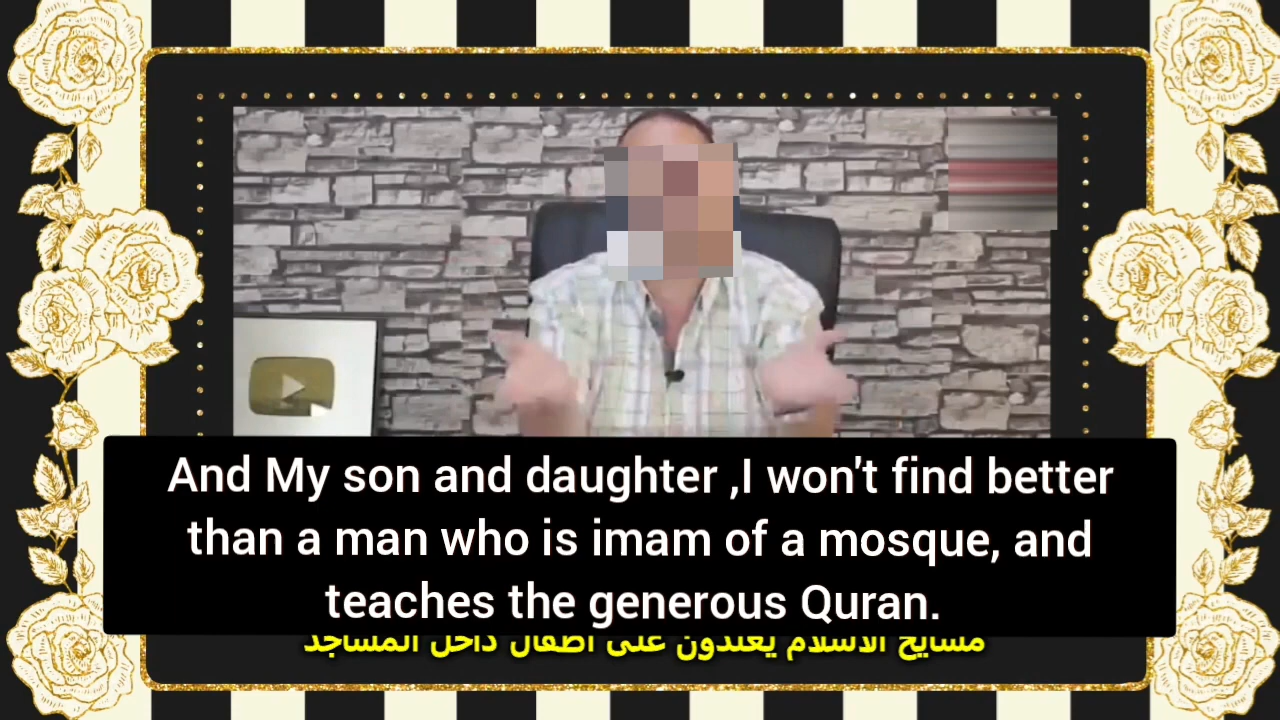 And My son and daughter ,I won't find better
than a man who is imam of a mosque, and
teaches the generous Quran.
مشايخ الاسلام يعتدون على اطفال داخل المساجد